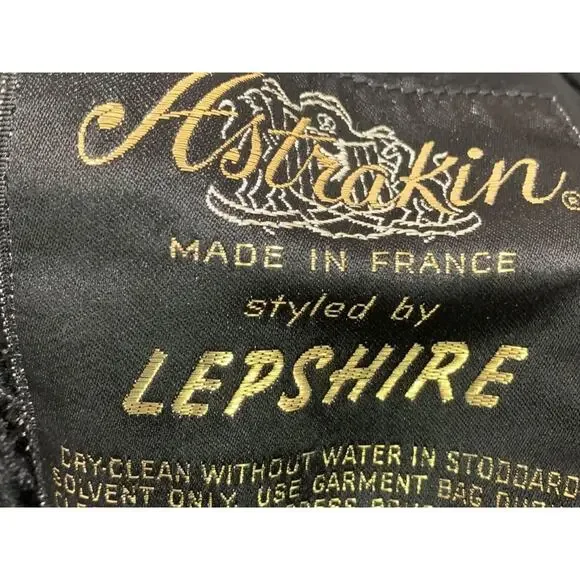 Astrakin ®
MADE IN FRANCE
styled by
LEPSHIRE
DRY-CLEAN WITHOUT WATER IN STODDARD
SOLVENT ONLY. USE GARMENT BAG